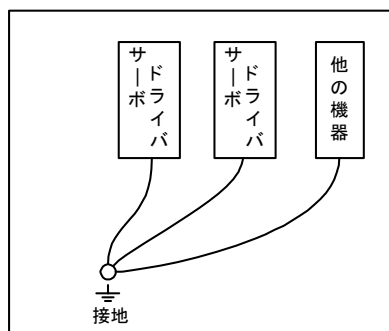 サーボ
ドライバ
サーボ
ドライバ
他の機器
接地